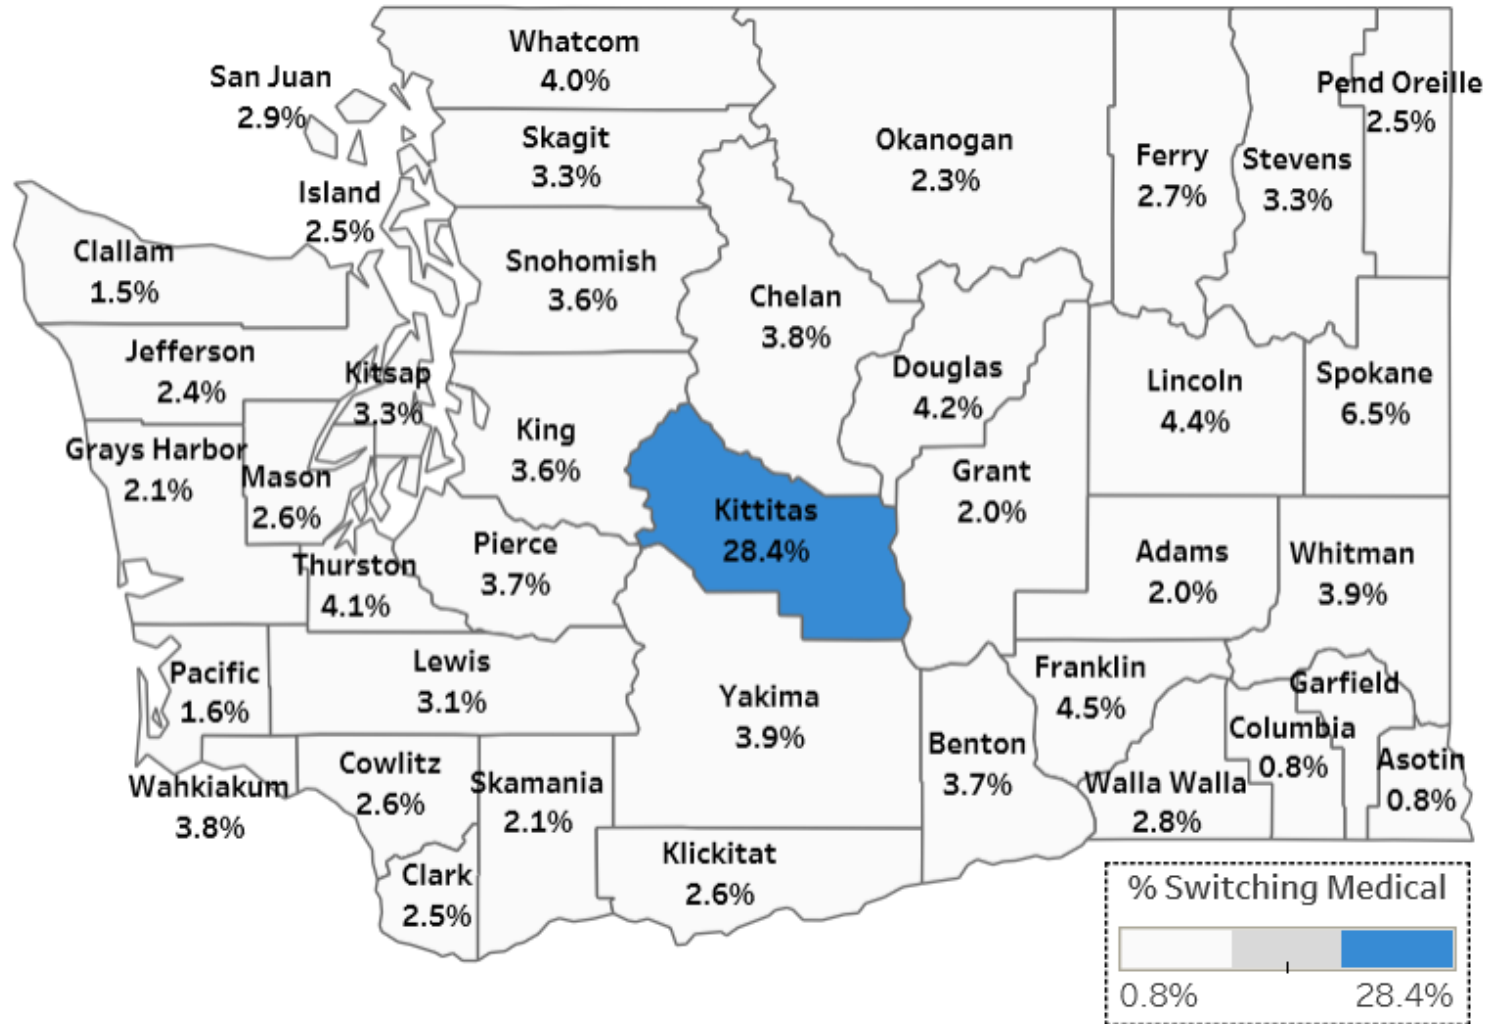 Whatcom
4.0%
San Juan
2.9%
Skagit
3.3%
Island
2.5%
Okanogan
2.3%
Ferry
2.7%
Stevens
3.3%
Pend Oreille
2.5%
Clallam
1.5%
Snohomish
3.6%
Chelan
3.8%
Jefferson
2.4%
Kitsap
3.3%
Douglas
4.2%
Lincoln
4.4%
Spokane
6.5%
Grays Harbor
2.1%
Mason
2.6%
King
3.6%
Kittitas
28.4%
Grant
2.0%
Thurston
4.1%
Pierce
3.7%
Adams
2.0%
Whitman
3.9%
Pacific
1.6%
Lewis
3.1%
Yakima
3.9%
Benton
3.7%
Franklin
4.5%
Garfield
Columbia
0.8%
Asotin
0.8%
Walla Walla
2.8%
Wahkiakum
3.8%
Cowlitz
2.6%
Skamania
2.1%
Klickitat
2.6%
Clark
2.5%
% Switching Medical
0.8%
28.4%